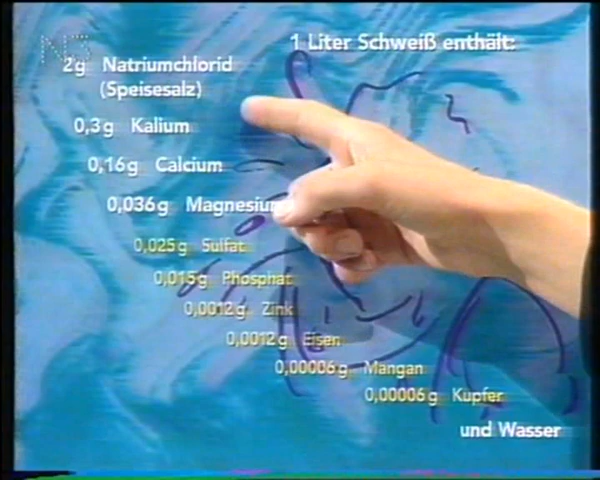 N3
1 Liter Schweiß enthält:
2g Natriumchlorid
(Speisesalz)
0,3g Kalium
0,16g Calcium
0,036g Magnesium
0,025g Sulfat
0,015g Phosphat
0,0012g Zink
0,0012g Eisen
0,00006g Mangan
0,00006g Kupfer
und Wasser